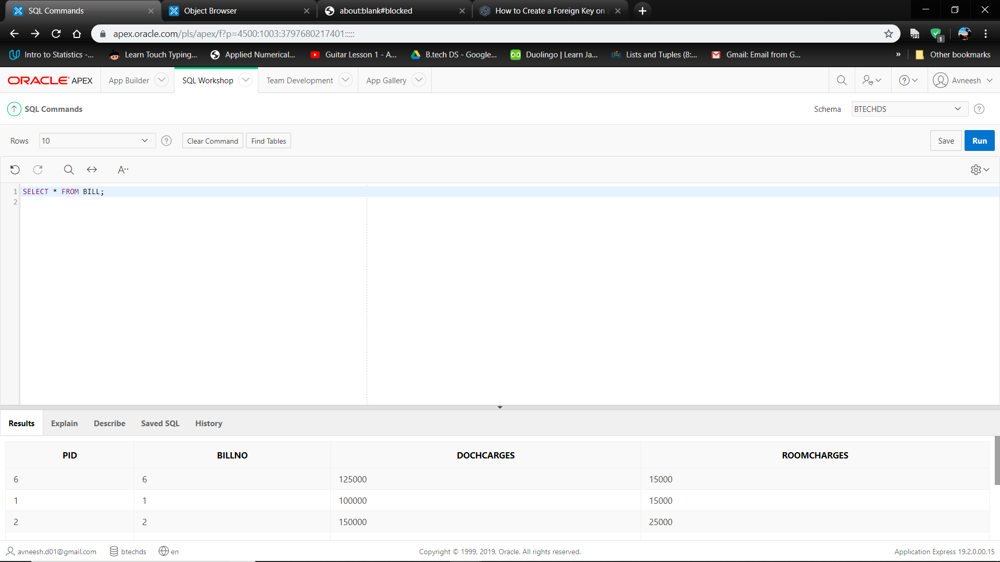 SQL Commands
Object Browser
about:blank#blocked
How to Create a Foreign Key on
apex.oracle.com/pls/apex/f?p=4500:1003:3797680217401:::::
OFF
1
Intro to Statistics -...
Learn Touch Typing...
Applied Numerical...
Guitar Lesson 1 - A...
B.tech DS - Google...
Duolingo | Learn Ja...
Lists and Tuples (8:...
Gmail: Email from G...
»
Other bookmarks
ORACLE APEX
App Builder
SQL Workshop
Team Development
App Gallery
Avneesh
SQL Commands
Schema
BTECHDS
Rows
10
Clear Command
Find Tables
Save
Run
1 SELECT * FROM BILL;
2
Results Explain Describe Saved SQL History
PID BILLNO DOCHCARGES ROOMCHARGES
6 6 125000 15000
1 1 100000 15000
2 2 150000 25000
avneesh.d01@gmail.com btechds en
Copyright © 1999, 2019, Oracle. All rights reserved.
Application Express 19.2.0.00.15